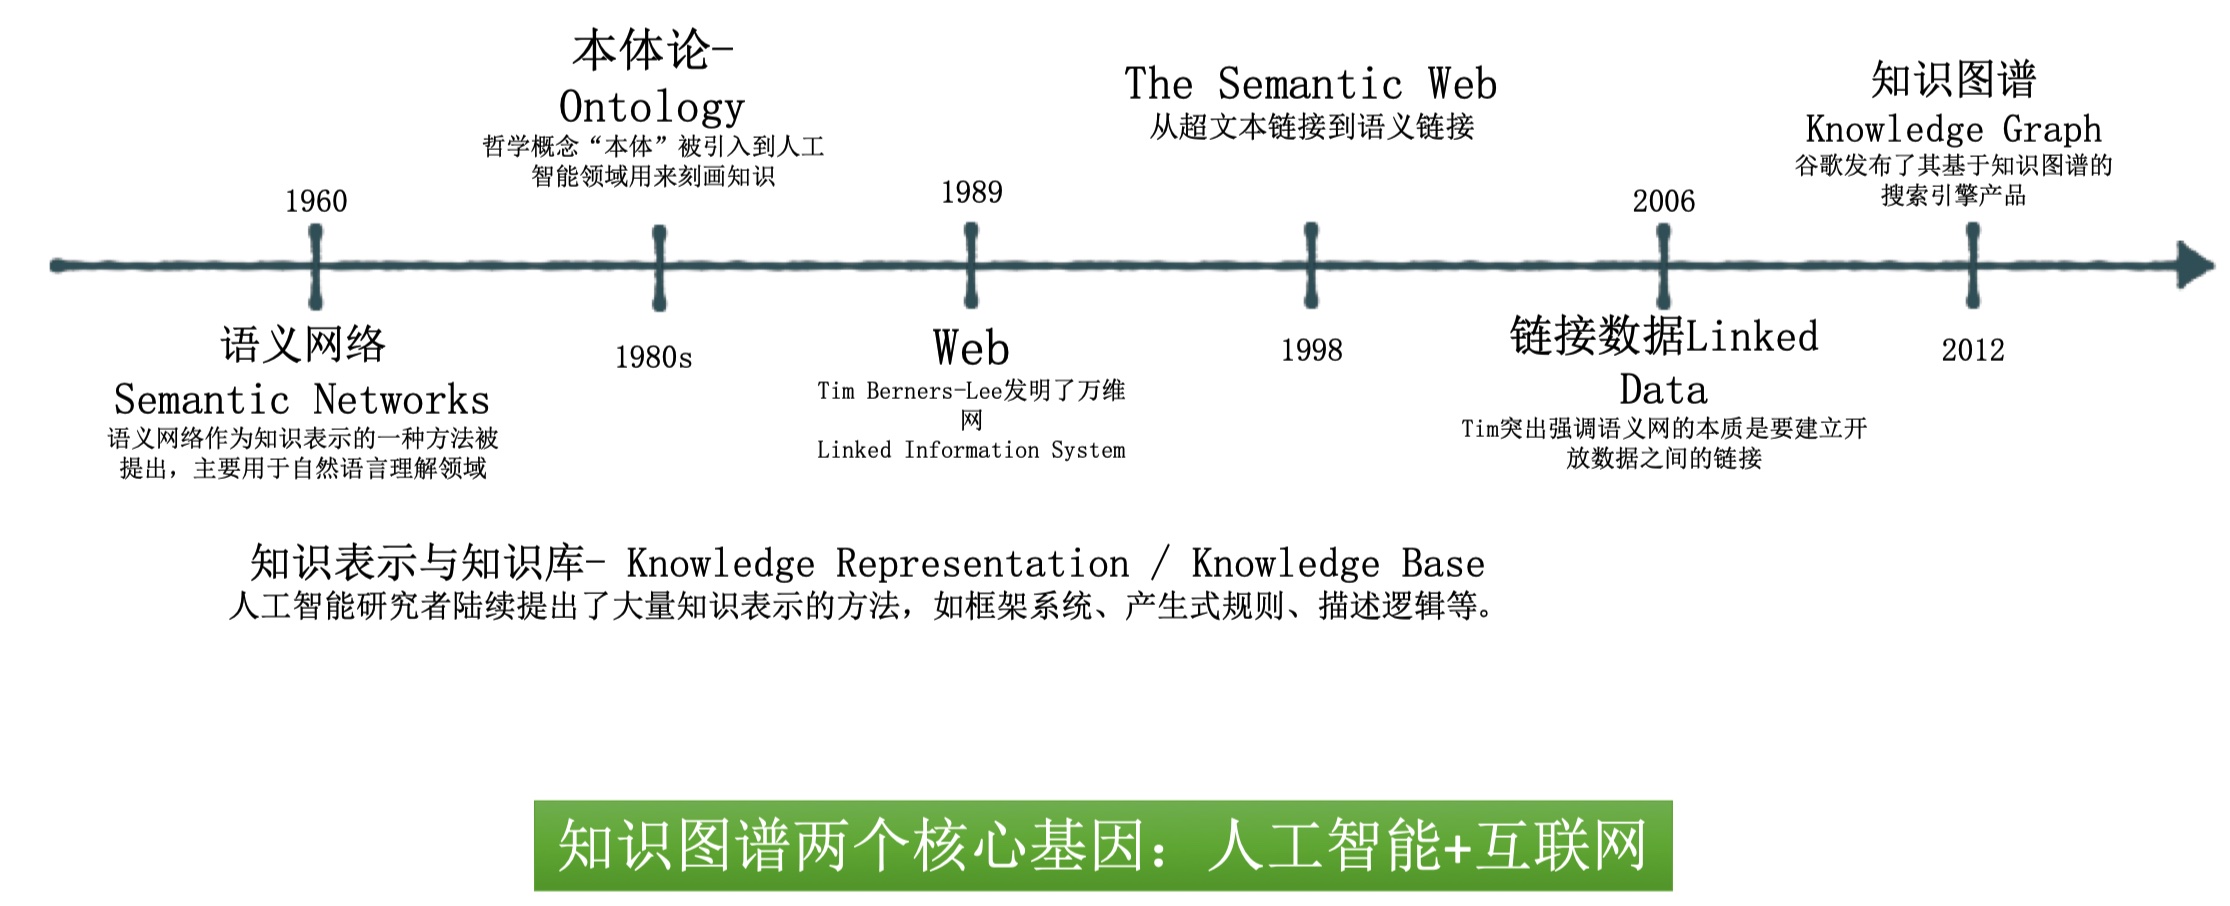 本体论-
Ontology
哲学概念“本体”被引入到人工
智能领域用来刻画知识
The Semantic Web
从超文本链接到语义链接
知识图谱
Knowledge Graph
谷歌发布了其基于知识图谱的
搜索引擎产品
1960
1989
2006
语义网络
Semantic Networks
语义网络作为知识表示的一种方法被
提出，主要用于自然语言理解领域
1980s
Web
Tim Berners-Lee发明了万维
网
Linked Information System
1998
链接数据Linked
Data
Tim突出强调语义网的本质是要建立开
放数据之间的链接
2012
知识表示与知识库- Knowledge Representation / Knowledge Base
人工智能研究者陆续提出了大量知识表示的方法，如框架系统、产生式规则、描述逻辑等。
知识图谱两个核心基因：人工智能+互联网